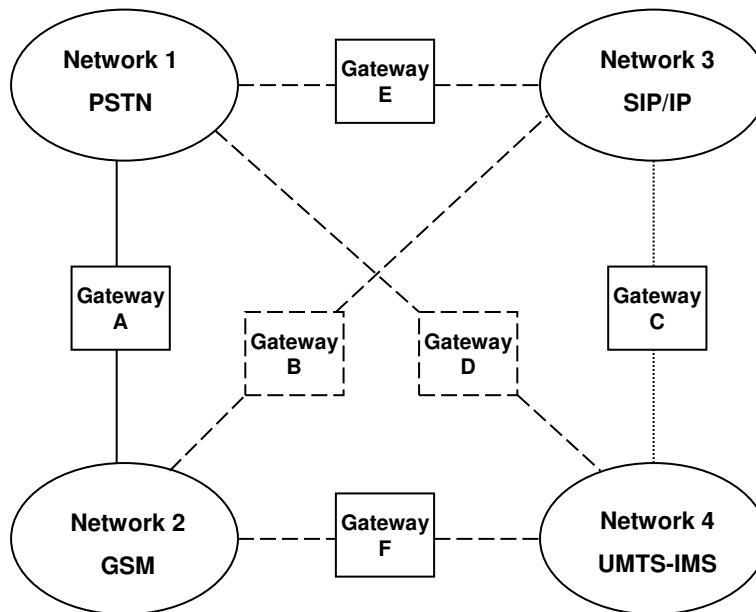 Network 1
PSTN
Gateway
E
Network 3
SIP/IP
Gateway
A
Gateway
B
Gateway
D
Gateway
C
Network 2
GSM
Gateway
F
Network 4
UMTS-IMS